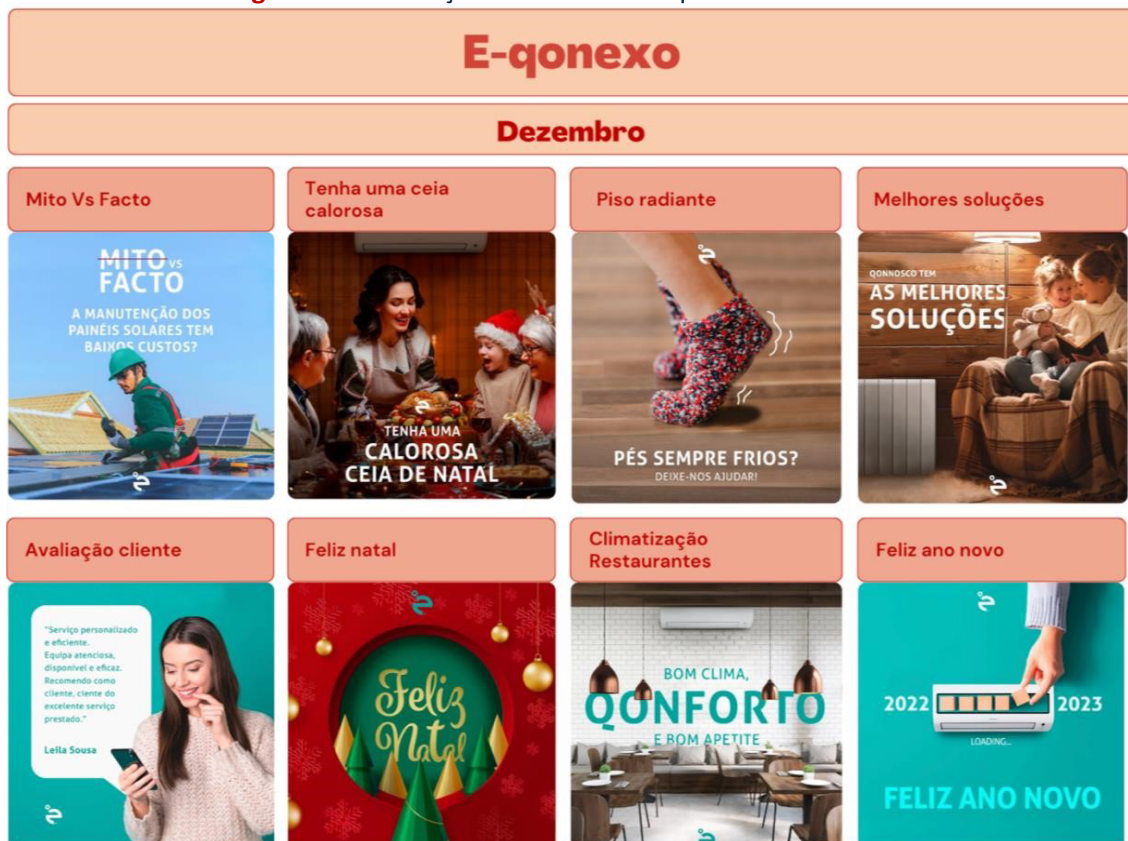 E-qonexo
Dezembro
Mito Vs Facto
Tenha uma ceia
calorosa
Piso radiante
Melhores soluções
MITO VS
FACTO
A MANUTENÇÃO DOS
PAINÉIS SOLARES TEM
BAIXOS CUSTOS?
TENHA UMA
CALOROSA
CEIA DE NATAL
PÉS SEMPRE FRIOS?
DEIXE-NOS AJUDAR!
QONNOSCO TEM
AS MELHORES
SOLUÇÕES
Avaliação cliente
Feliz natal
Climatização
Restaurantes
Feliz ano novo
"Serviço personalizado
e eficiente.
Equipa atenciosa,
disponível e eficaz.
Recomendo como
cliente, ciente do
excelente serviço
prestado."
Leila Sousa
Feliz
Natal
BOM CLIMA,
QONFORTO
E BOM APETITE
2022 2023
LOADING...
FELIZ ANO NOVO